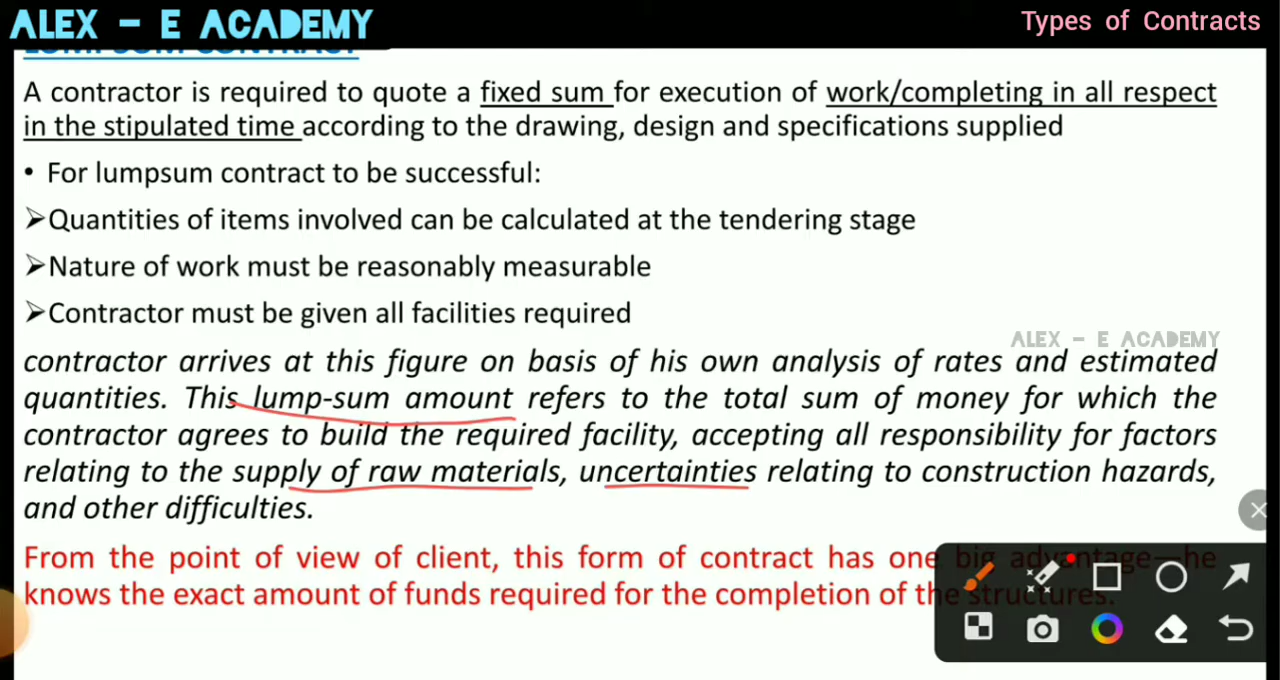 ALEX - E ACADEMY
Types of Contracts
LUMPSUM CONTRACT
A contractor is required to quote a fixed sum for execution of work/completing in all respect
in the stipulated time according to the drawing, design and specifications supplied
• For lumpsum contract to be successful:
➢Quantities of items involved can be calculated at the tendering stage
➢Nature of work must be reasonably measurable
➢Contractor must be given all facilities required
ALEX - E ACADEMY
contractor arrives at this figure on basis of his own analysis of rates and estimated
quantities. This lump-sum amount refers to the total sum of money for which the
contractor agrees to build the required facility, accepting all responsibility for factors
relating to the supply of raw materials, uncertainties relating to construction hazards,
and other difficulties.
From the point of view of client, this form of contract has one big advantage—he
knows the exact amount of funds required for the completion of the structures.